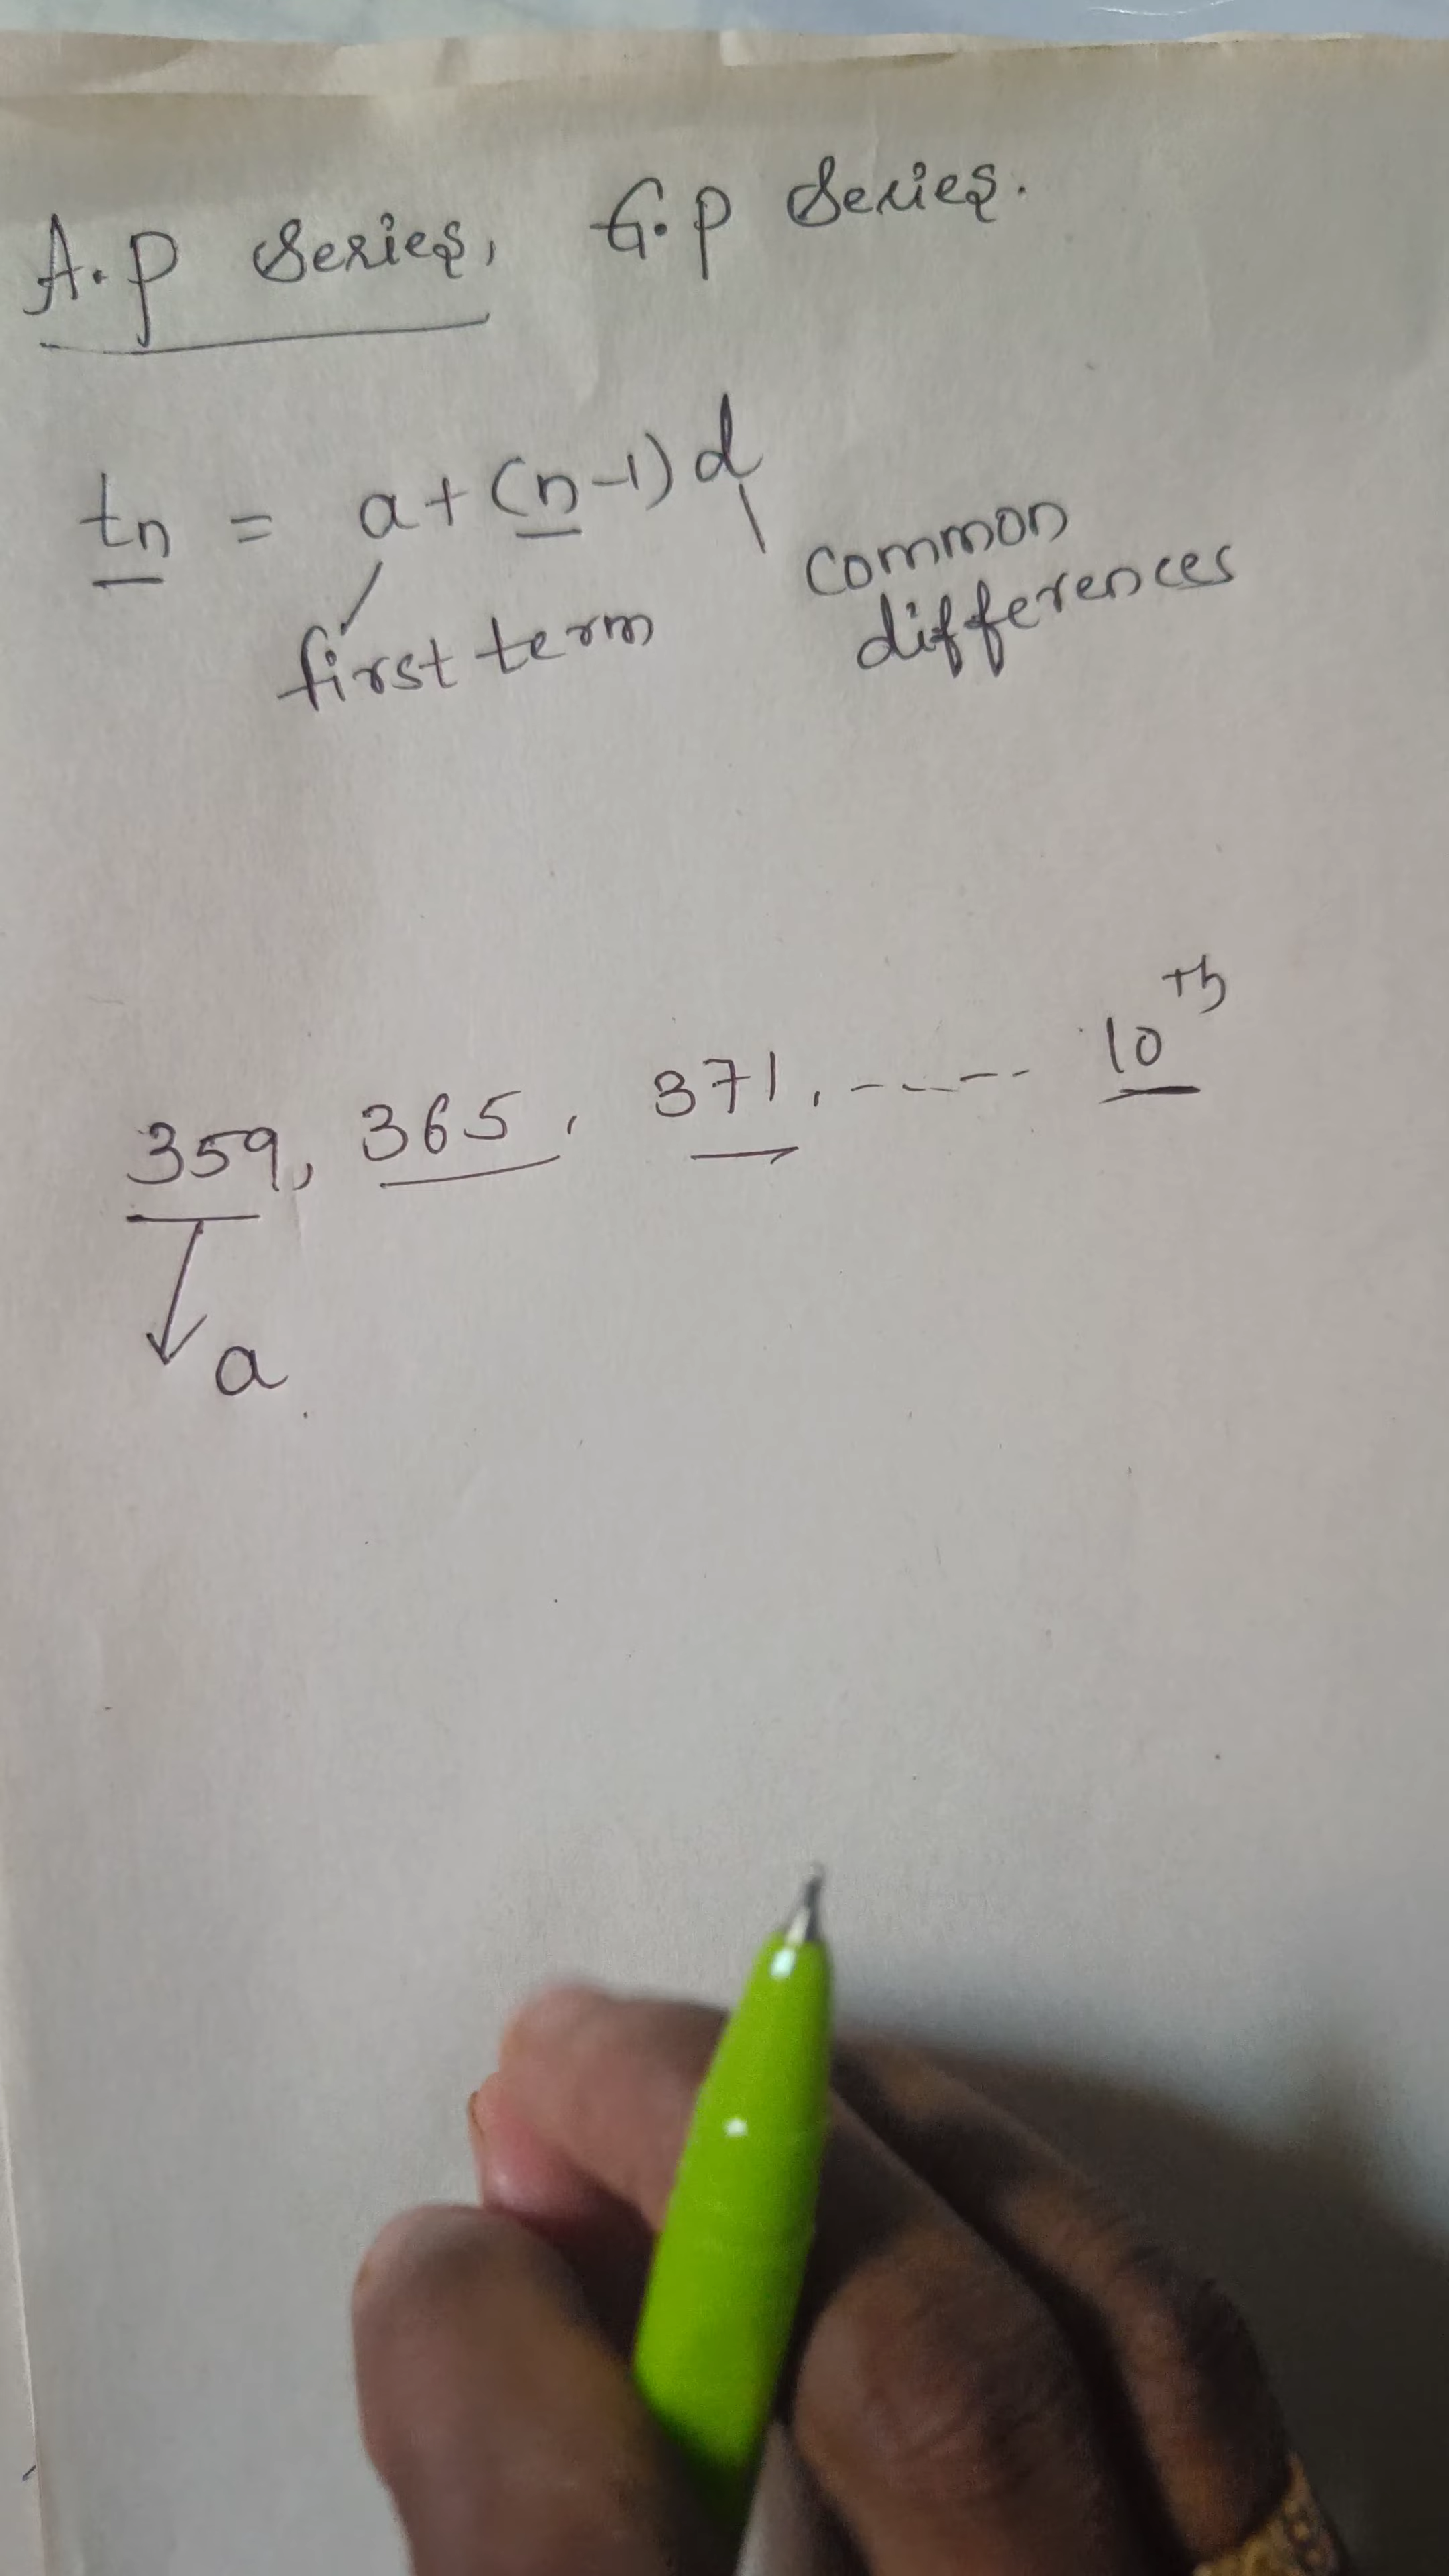 A.P Series, G.P Series.
tn = a + (n-1) d
first term
common
differences
359, 365, 371, ------ 10th
a